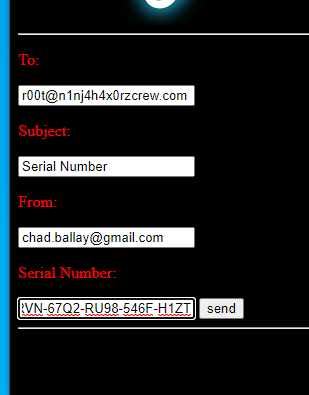 To:
r00t@n1nj4h4x0rzcrew.com
Subject:
Serial Number
From:
chad.ballay@gmail.com
Serial Number:
RVN-67Q2-RU98-546F-H1ZT send